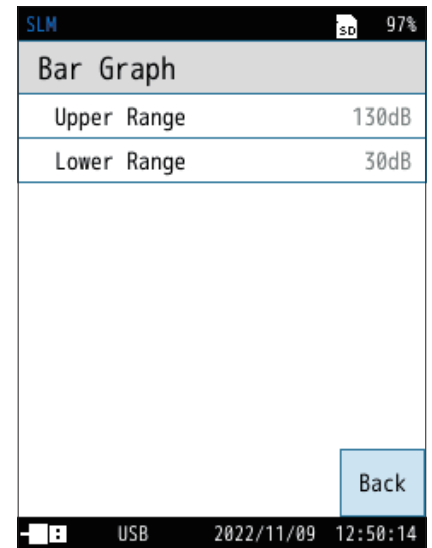 SLM SD 97%
Bar Graph
Upper Range 130dB
Lower Range 30dB
Back
USB 2022/11/09 12:50:14